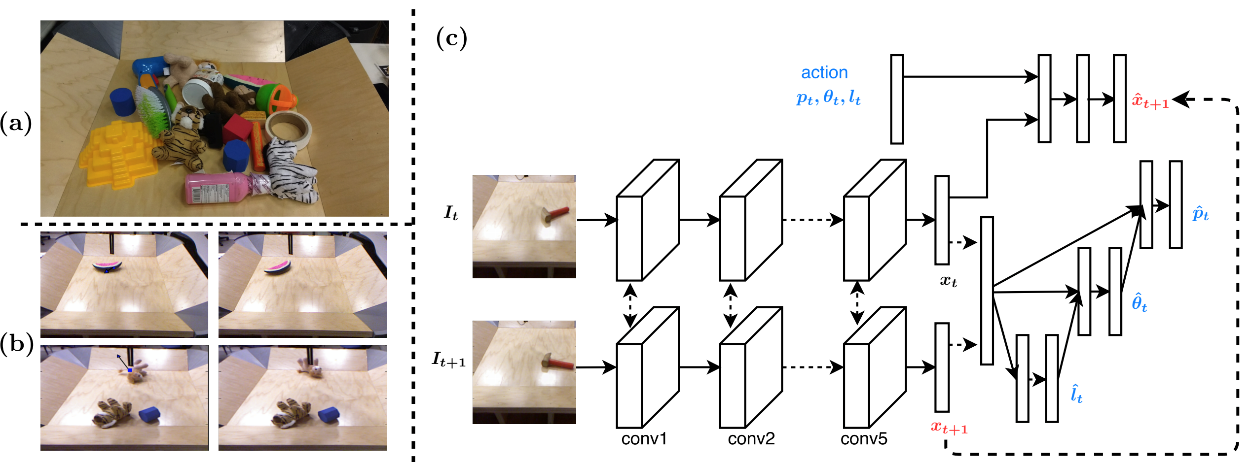 (a)
(b)
(c)
action
p_t, θ_t, l_t
x̂_{t+1}
I_t
x_t
p̂_t
θ̂_t
l̂_t
I_{t+1}
x_{t+1}
conv1
conv2
conv5